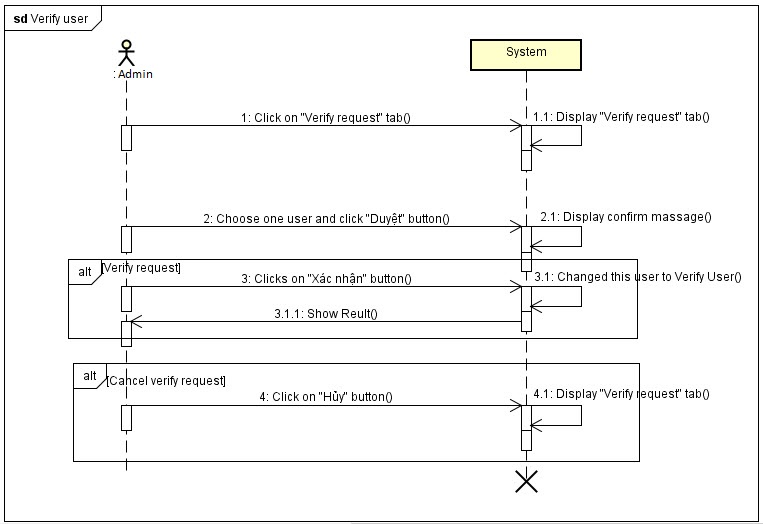 sd Verify user
: Admin
System
1: Click on "Verify request" tab()
1.1: Display "Verify request" tab()
2: Choose one user and click "Duyệt" button()
2.1: Display confirm massage()
alt
[Verify request]
3: Clicks on "Xác nhận" button()
3.1: Changed this user to Verify User()
3.1.1: Show Reult()
alt
[Cancel verify request]
4: Click on "Hủy" button()
4.1: Display "Verify request" tab()